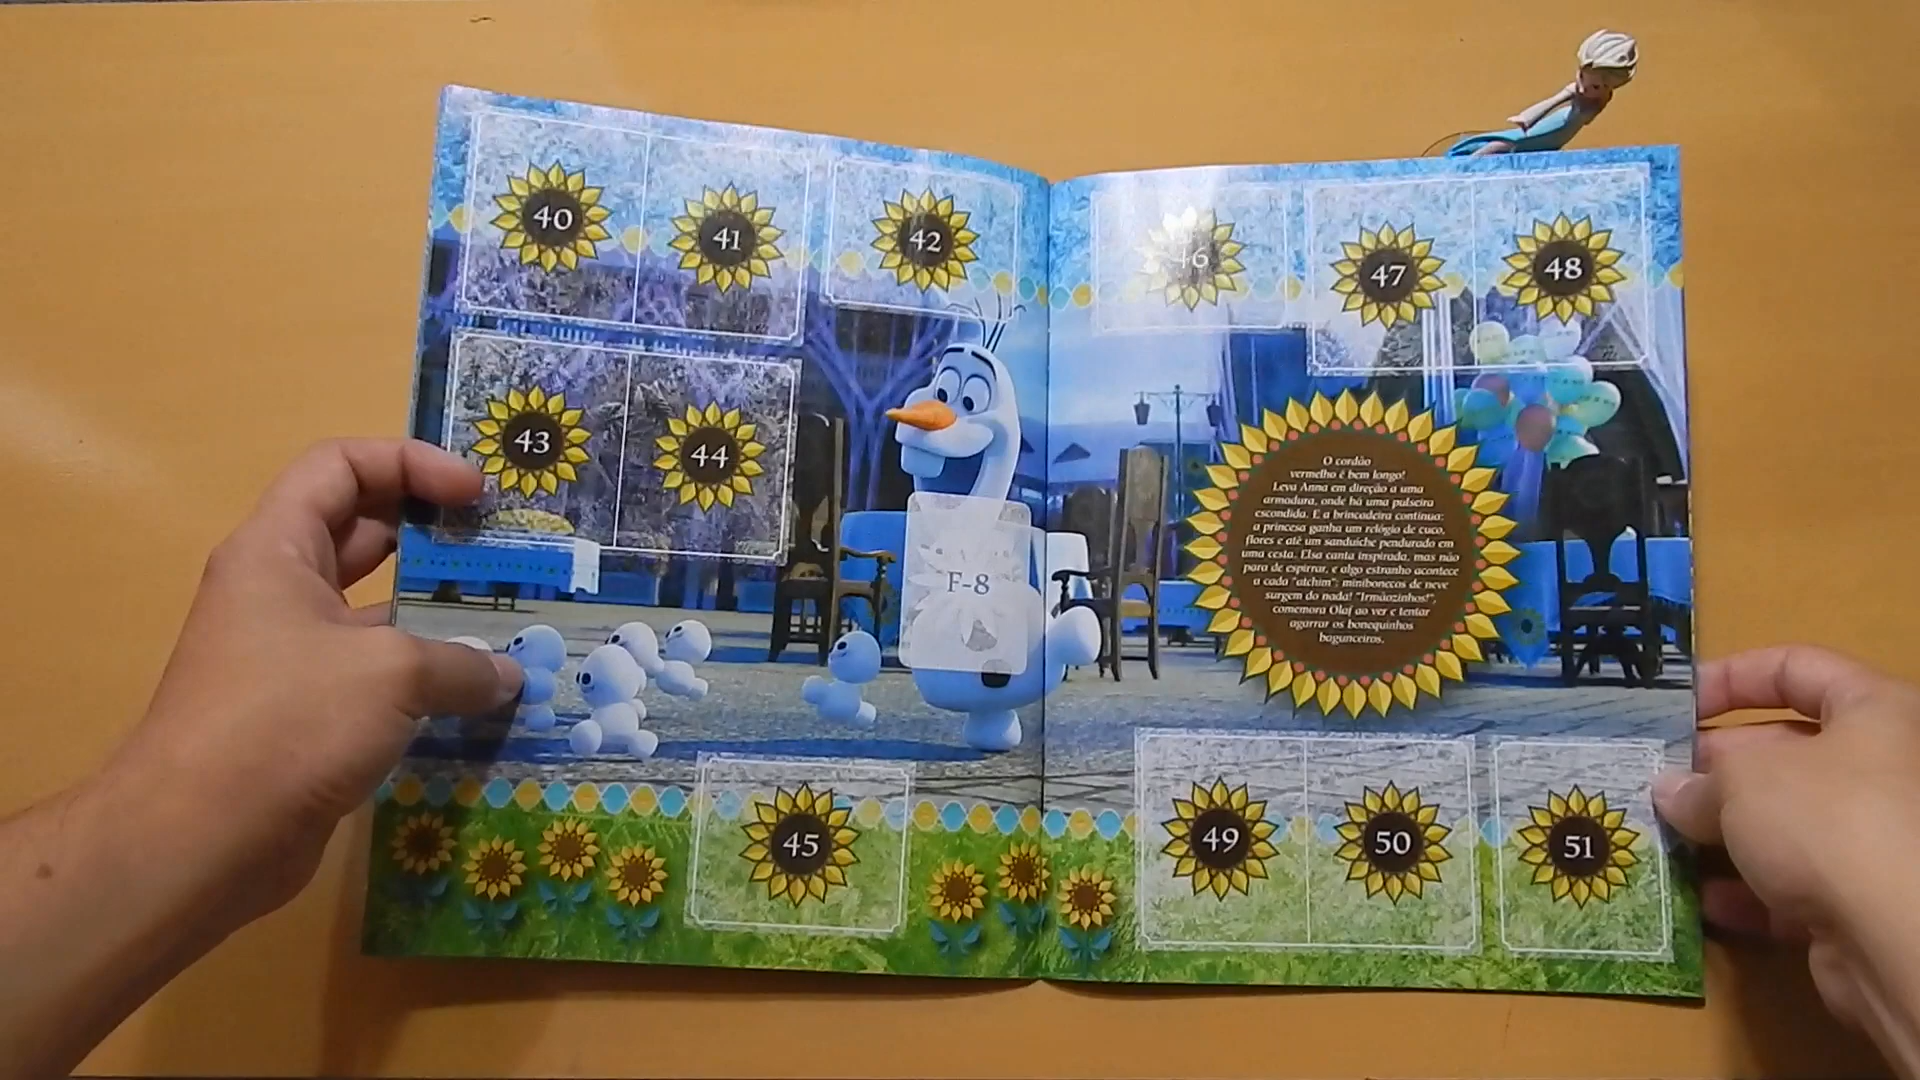 40
41
42
43
44
45
F-8
46
47
48
O cordão
vermelho é bem longo!
Leva Anna em direção a uma
armadura, onde há uma pulseira
escondida. E a brincadeira continua:
a princesa ganha um relógio de cuco,
flores e até um sanduíche pendurado em
uma cesta. Elsa canta inspirada, mas não
para de espirrar, e algo estranho acontece
a cada "atchim": minibonecos de neve
surgem do nada! "Irmãozinhos!",
comemora Olaf ao ver e tentar
agarrar os bonequinhos
bagunceiros.
49
50
51